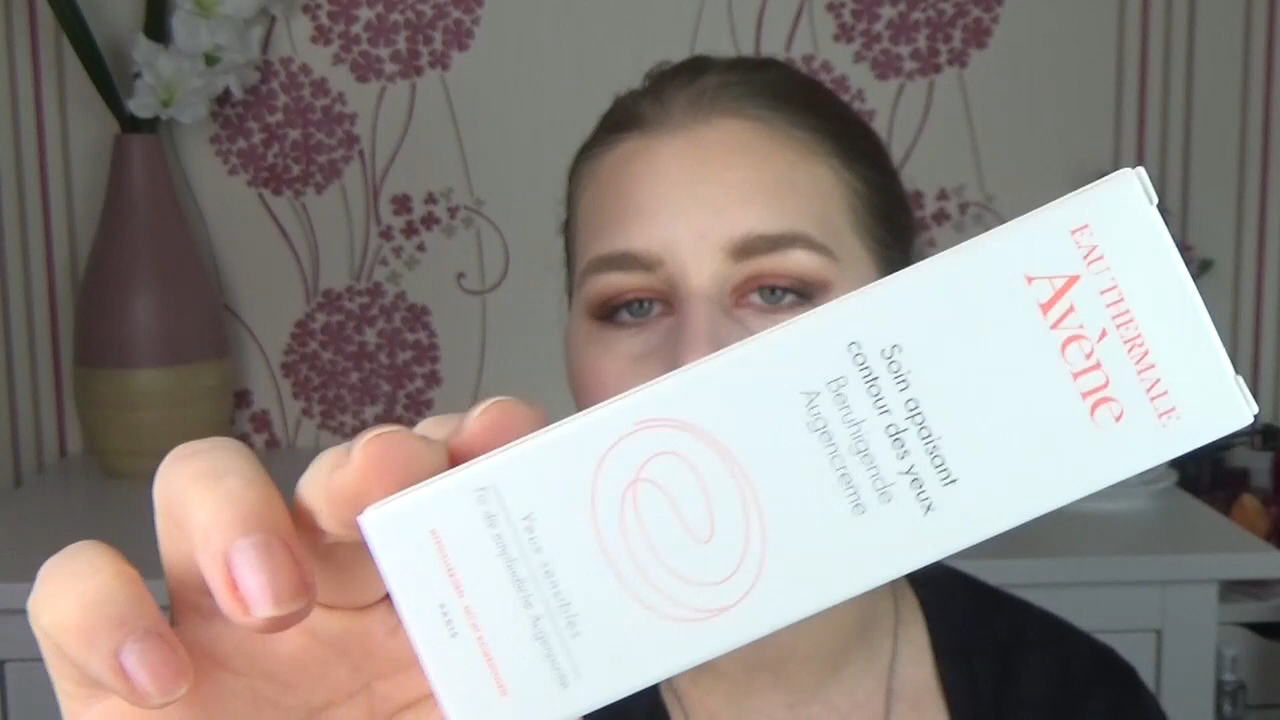 EAU THERMALE
Avène
Soin apaisant
contour des yeux
Beruhigende
Augencreme
Yeux sensibles
Für die empfindliche Augenpartie
PARIS